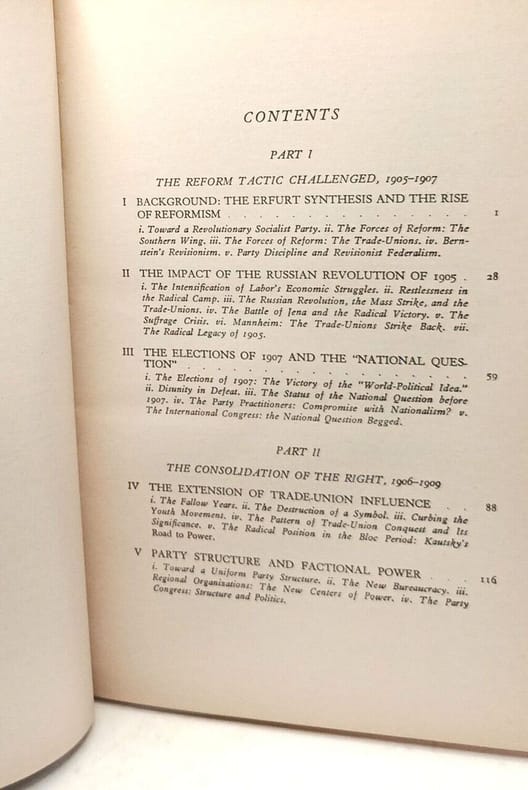 CONTENTS
PART I
THE REFORM TACTIC CHALLENGED, 1905–1907
I BACKGROUND: THE ERFURT SYNTHESIS AND THE RISE
OF REFORMISM . . . . . . . . . . . . . . . 1
i. Toward a Revolutionary Socialist Party. ii. The Forces of Reform: The
Southern Wing. iii. The Forces of Reform: The Trade-Unions. iv. Bern-
stein's Revisionism. v. Party Discipline and Revisionist Federalism.
II THE IMPACT OF THE RUSSIAN REVOLUTION OF 1905 . 28
i. The Intensification of Labor's Economic Struggles. ii. Restlessness in
the Radical Camp. iii. The Russian Revolution, the Mass Strike, and the
Trade-Unions. iv. The Battle of Jena and the Radical Victory. v. The
Suffrage Crisis. vi. Mannheim: The Trade-Unions Strike Back. vii.
The Radical Legacy of 1905.
III THE ELECTIONS OF 1907 AND THE "NATIONAL QUES-
TION" . . . . . . . . . . . . . . . . . 59
i. The Elections of 1907: The Victory of the "World-Political Idea."
ii. Disunity in Defeat. iii. The Status of the National Question before
1907. iv. The Party Practitioners: Compromise with Nationalism? v.
The International Congress: the National Question Begged.
PART II
THE CONSOLIDATION OF THE RIGHT, 1906–1909
IV THE EXTENSION OF TRADE-UNION INFLUENCE . . . 88
i. The Fallow Years. ii. The Destruction of a Symbol. iii. Curbing the
Youth Movement. iv. The Pattern of Trade-Union Conquest and Its
Significance. v. The Radical Position in the Bloc Period: Kautsky's
Road to Power.
V PARTY STRUCTURE AND FACTIONAL POWER . . . 116
i. Toward a Uniform Party Structure. ii. The New Bureaucracy. iii.
Regional Organizations: The New Centers of Power. iv. The Party
Congress: Structure and Politics.